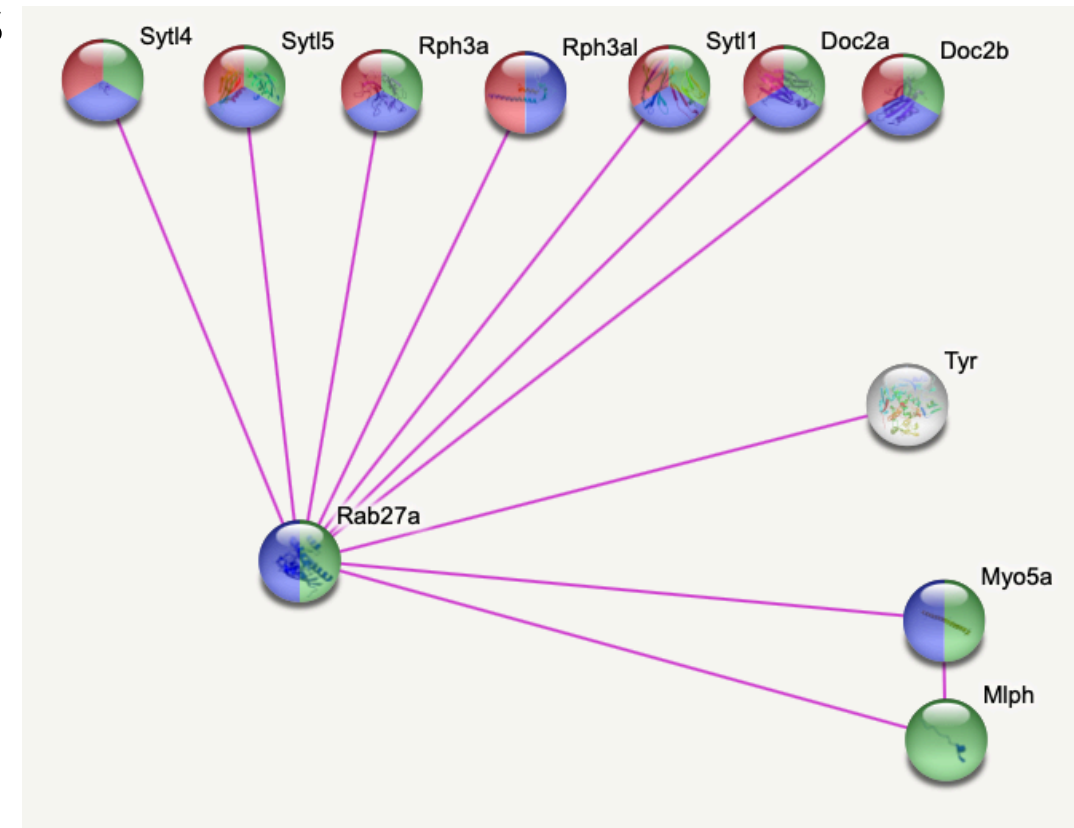 Sytl4
Sytl5
Rph3a
Rph3al
Sytl1
Doc2a
Doc2b
Tyr
Rab27a
Myo5a
Mlph